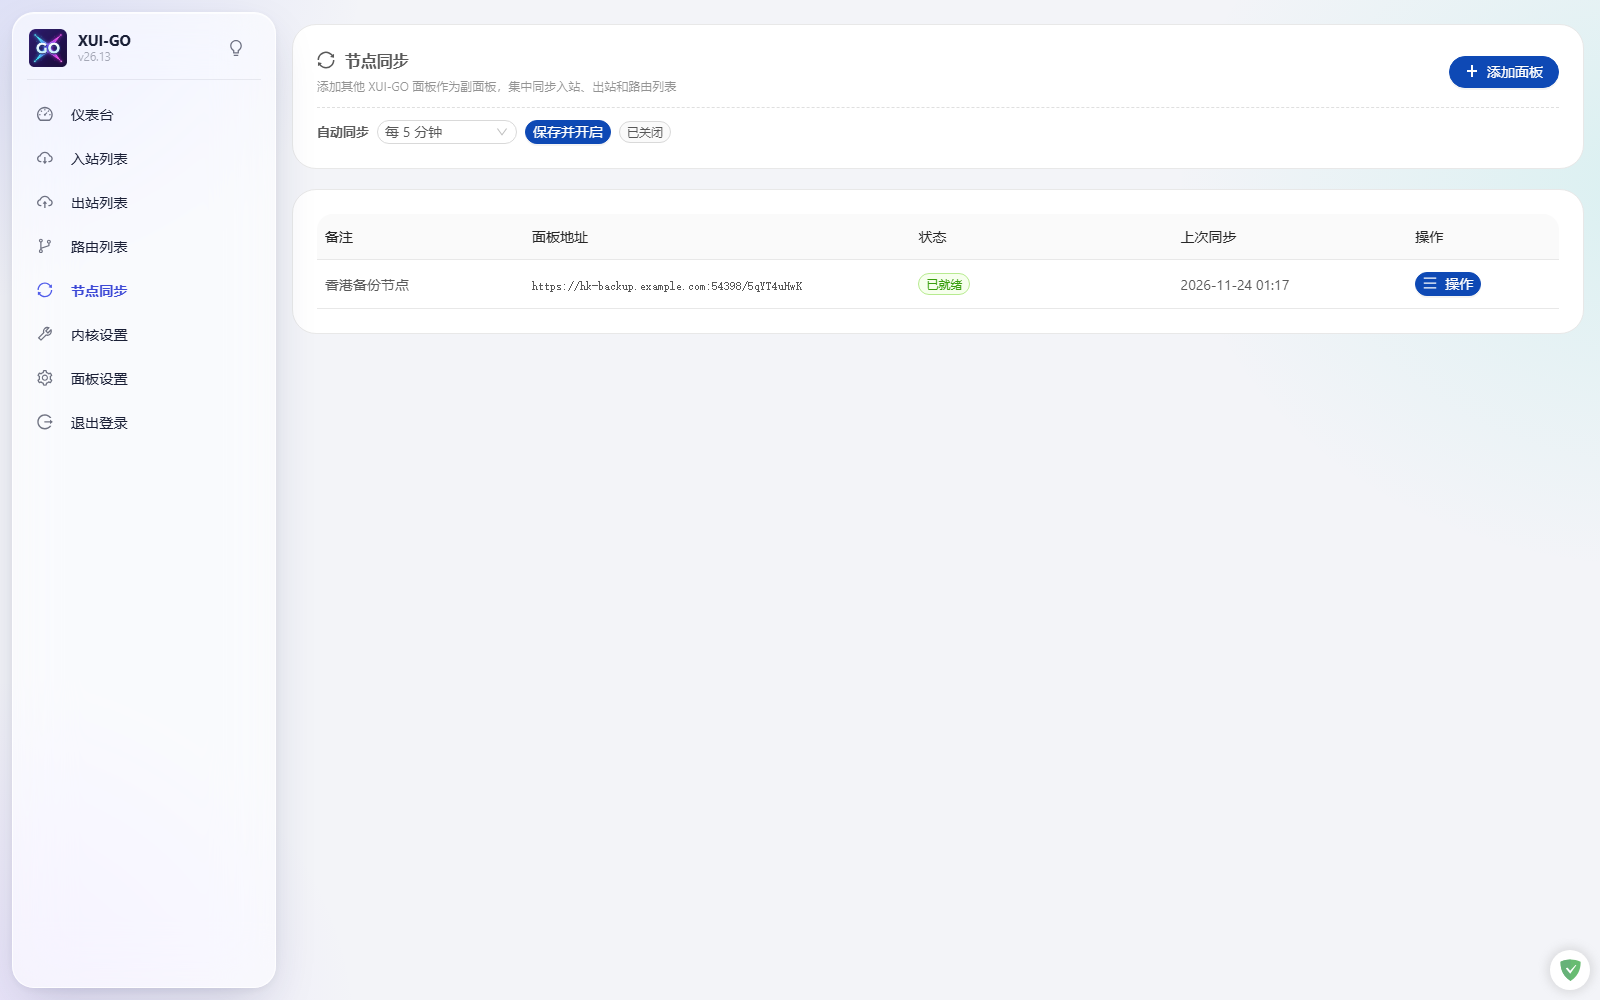 GO
XUI-GO
v26.13
仪表台
入站列表
出站列表
路由列表
节点同步
内核设置
面板设置
退出登录
节点同步
添加其他 XUI-GO 面板作为副面板，集中同步入站、出站和路由列表
添加面板
自动同步 每 5 分钟 保存并开启 已关闭
备注 面板地址 状态 上次同步 操作
香港备份节点 https://hk-backup.example.com:54398/5qYT4uHwK 已就绪 2026-11-24 01:17 操作